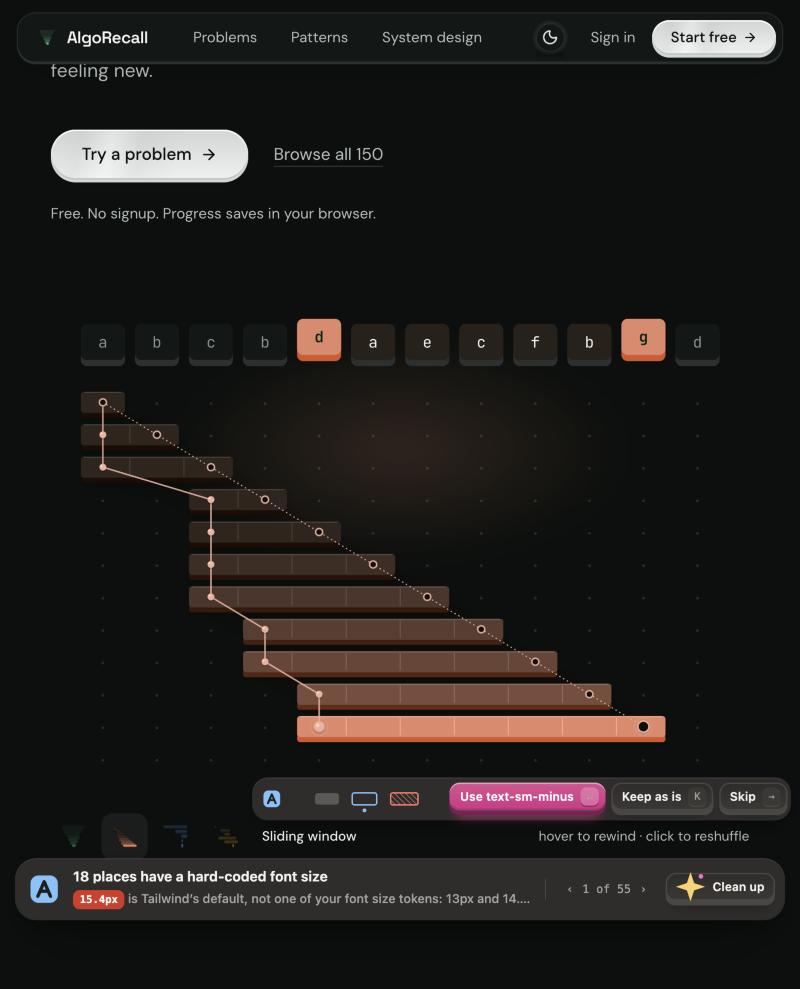 AlgoRecall Problems Patterns System design Sign in Start free →
feeling new.
Try a problem → Browse all 150
Free. No signup. Progress saves in your browser.
a b c b d a e c f b g d
A Use text-sm-minus Keep as is K Skip →
Sliding window hover to rewind · click to reshuffle
A 18 places have a hard-coded font size
15.4px is Tailwind's default, not one of your font size tokens: 13px and 14.... ‹ 1 of 55 › Clean up